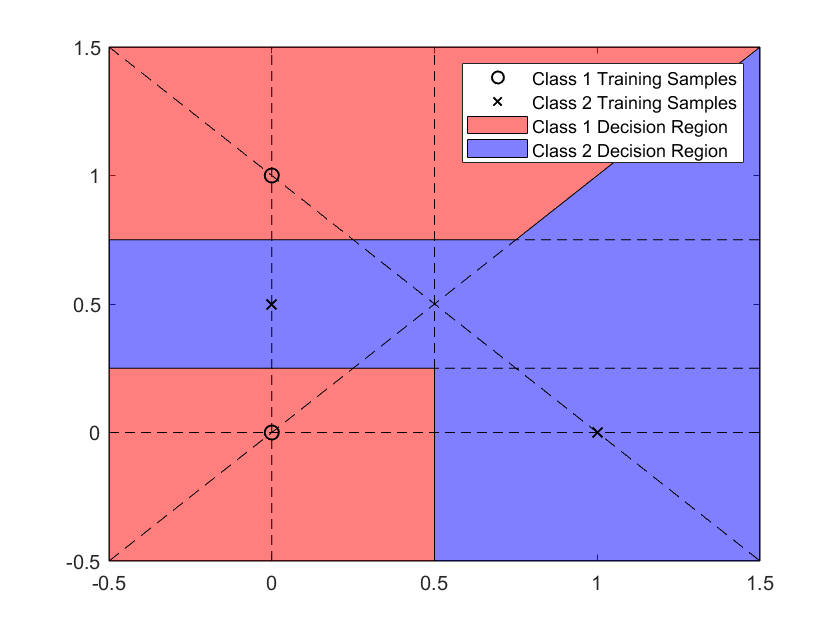 1.5
Class 1 Training Samples
Class 2 Training Samples
Class 1 Decision Region
Class 2 Decision Region
1
0.5
0
-0.5
-0.5 0 0.5 1 1.5